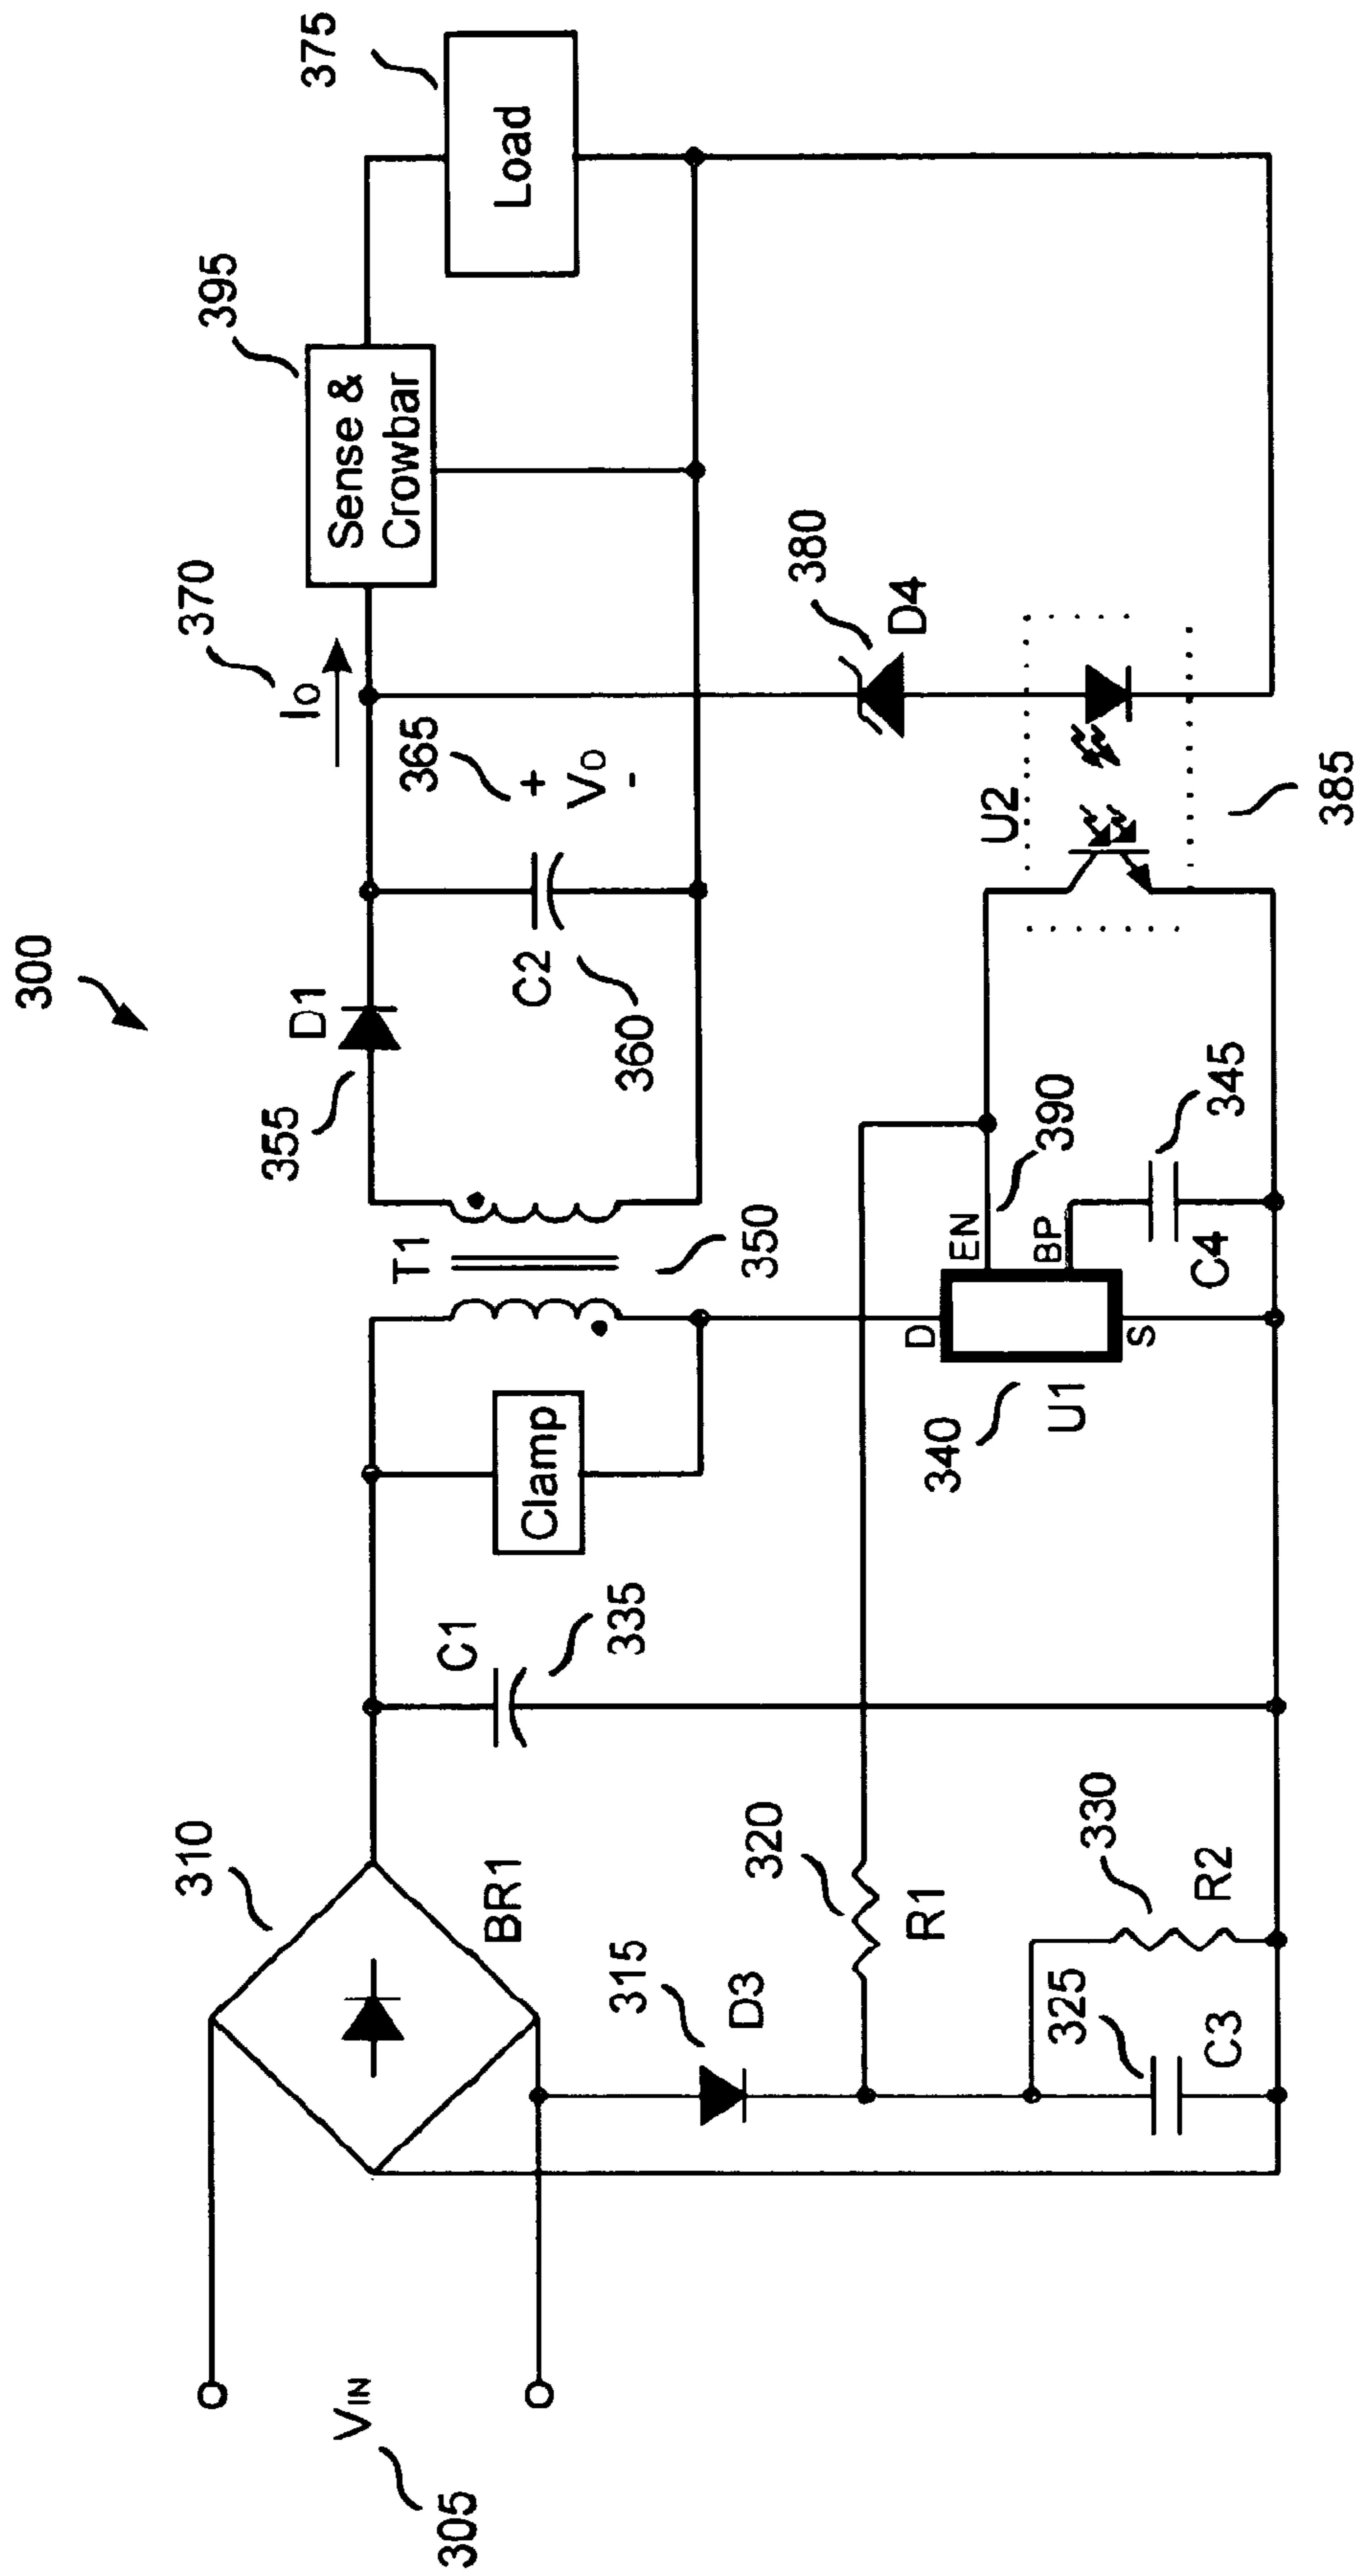 300
310
BR1
305
VIN
315
D3
320
R1
325
C3
330
R2
C1
335
Clamp
T1
350
340
U1
D
S
EN
BP
390
C4
345
355
D1
C2
360
365
+
VO
-
370
IO
395
Sense &
Crowbar
375
Load
380
D4
U2
385